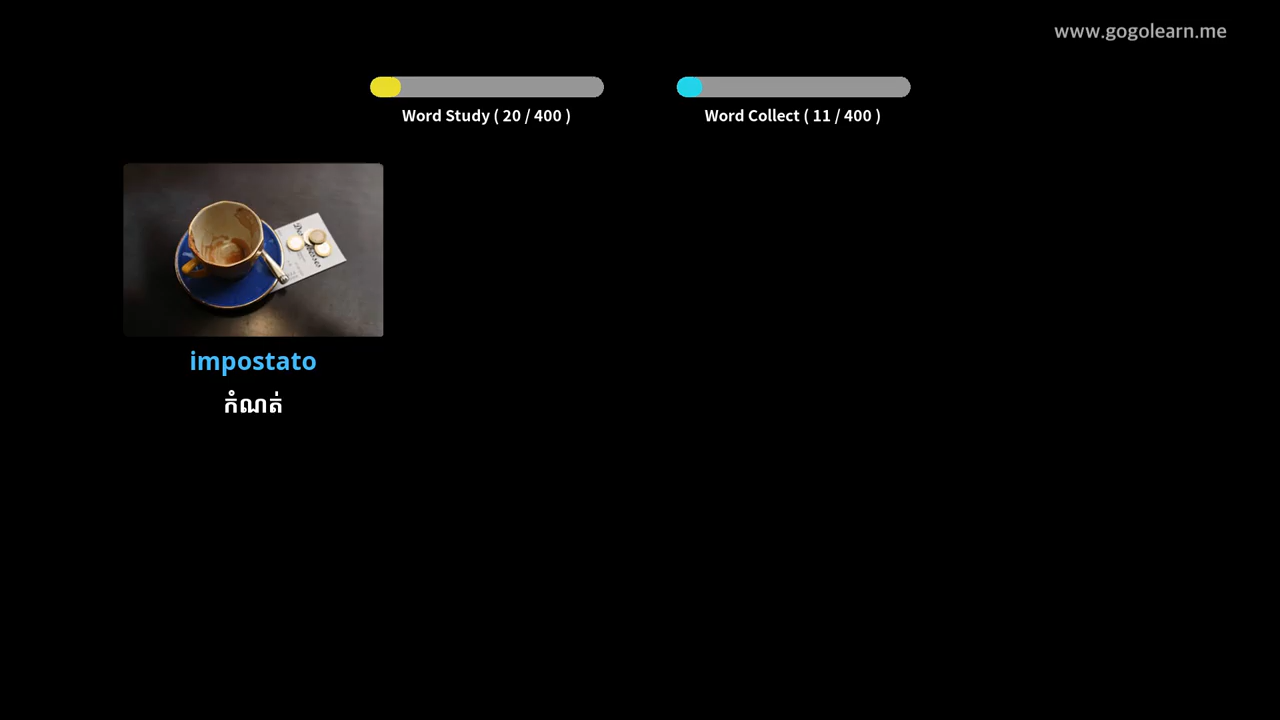 www.gogolearn.me
Word Study ( 20 / 400 )
Word Collect ( 11 / 400 )
impostato
កំណត់